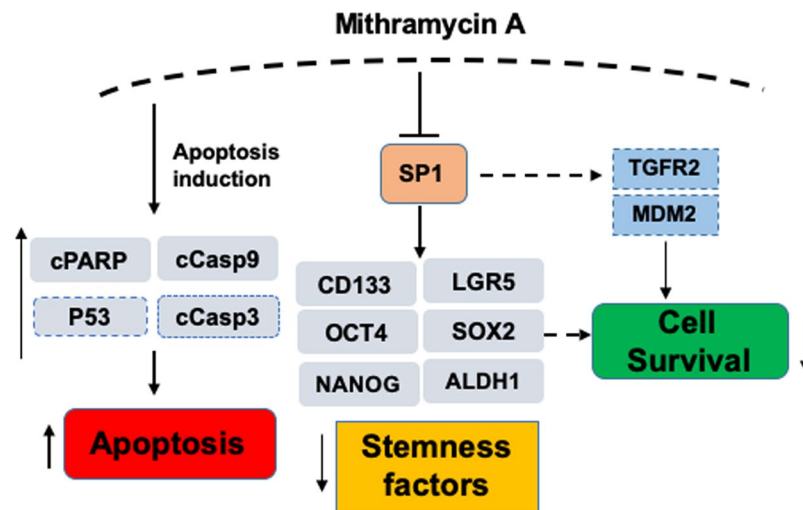 Mithramycin A
Apoptosis
induction
SP1
TGFR2
MDM2
cPARP
cCasp9
P53
cCasp3
CD133
LGR5
OCT4
SOX2
NANOG
ALDH1
Cell
Survival
Apoptosis
Stemness
factors